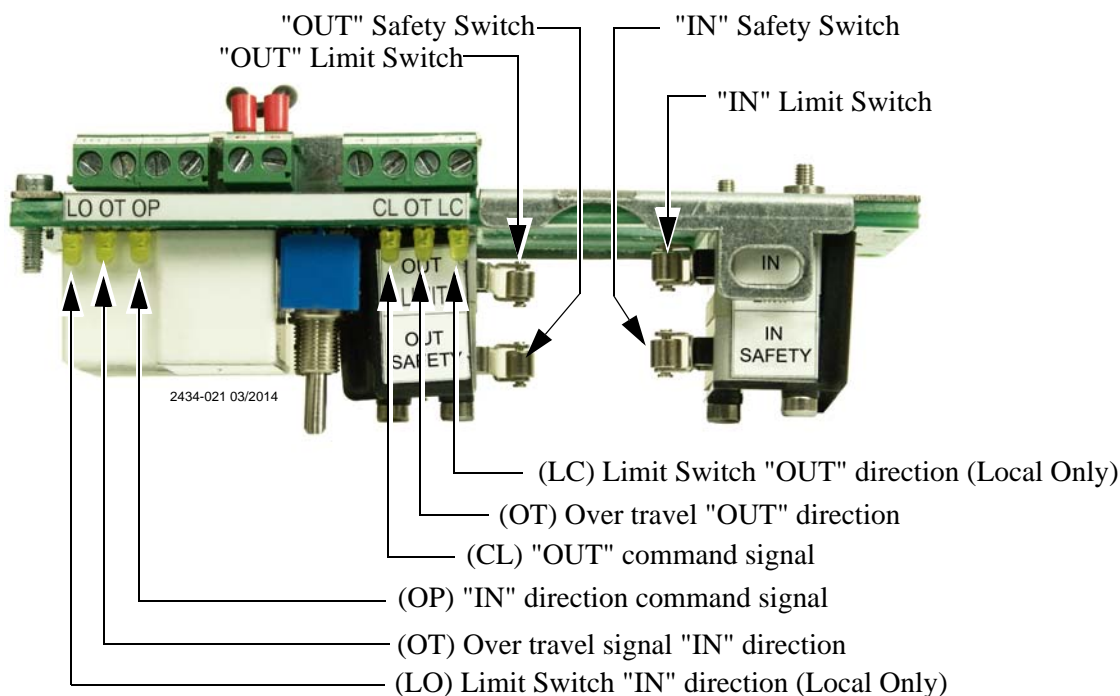 "OUT" Safety Switch
"IN" Safety Switch
"OUT" Limit Switch
"IN" Limit Switch
LO OT OP
CL OT LC
OUT
LIMIT
IN
OUT
SAFETY
IN
SAFETY
2434-021 03/2014
(LC) Limit Switch "OUT" direction (Local Only)
(OT) Over travel "OUT" direction
(CL) "OUT" command signal
(OP) "IN" direction command signal
(OT) Over travel signal "IN" direction
(LO) Limit Switch "IN" direction (Local Only)